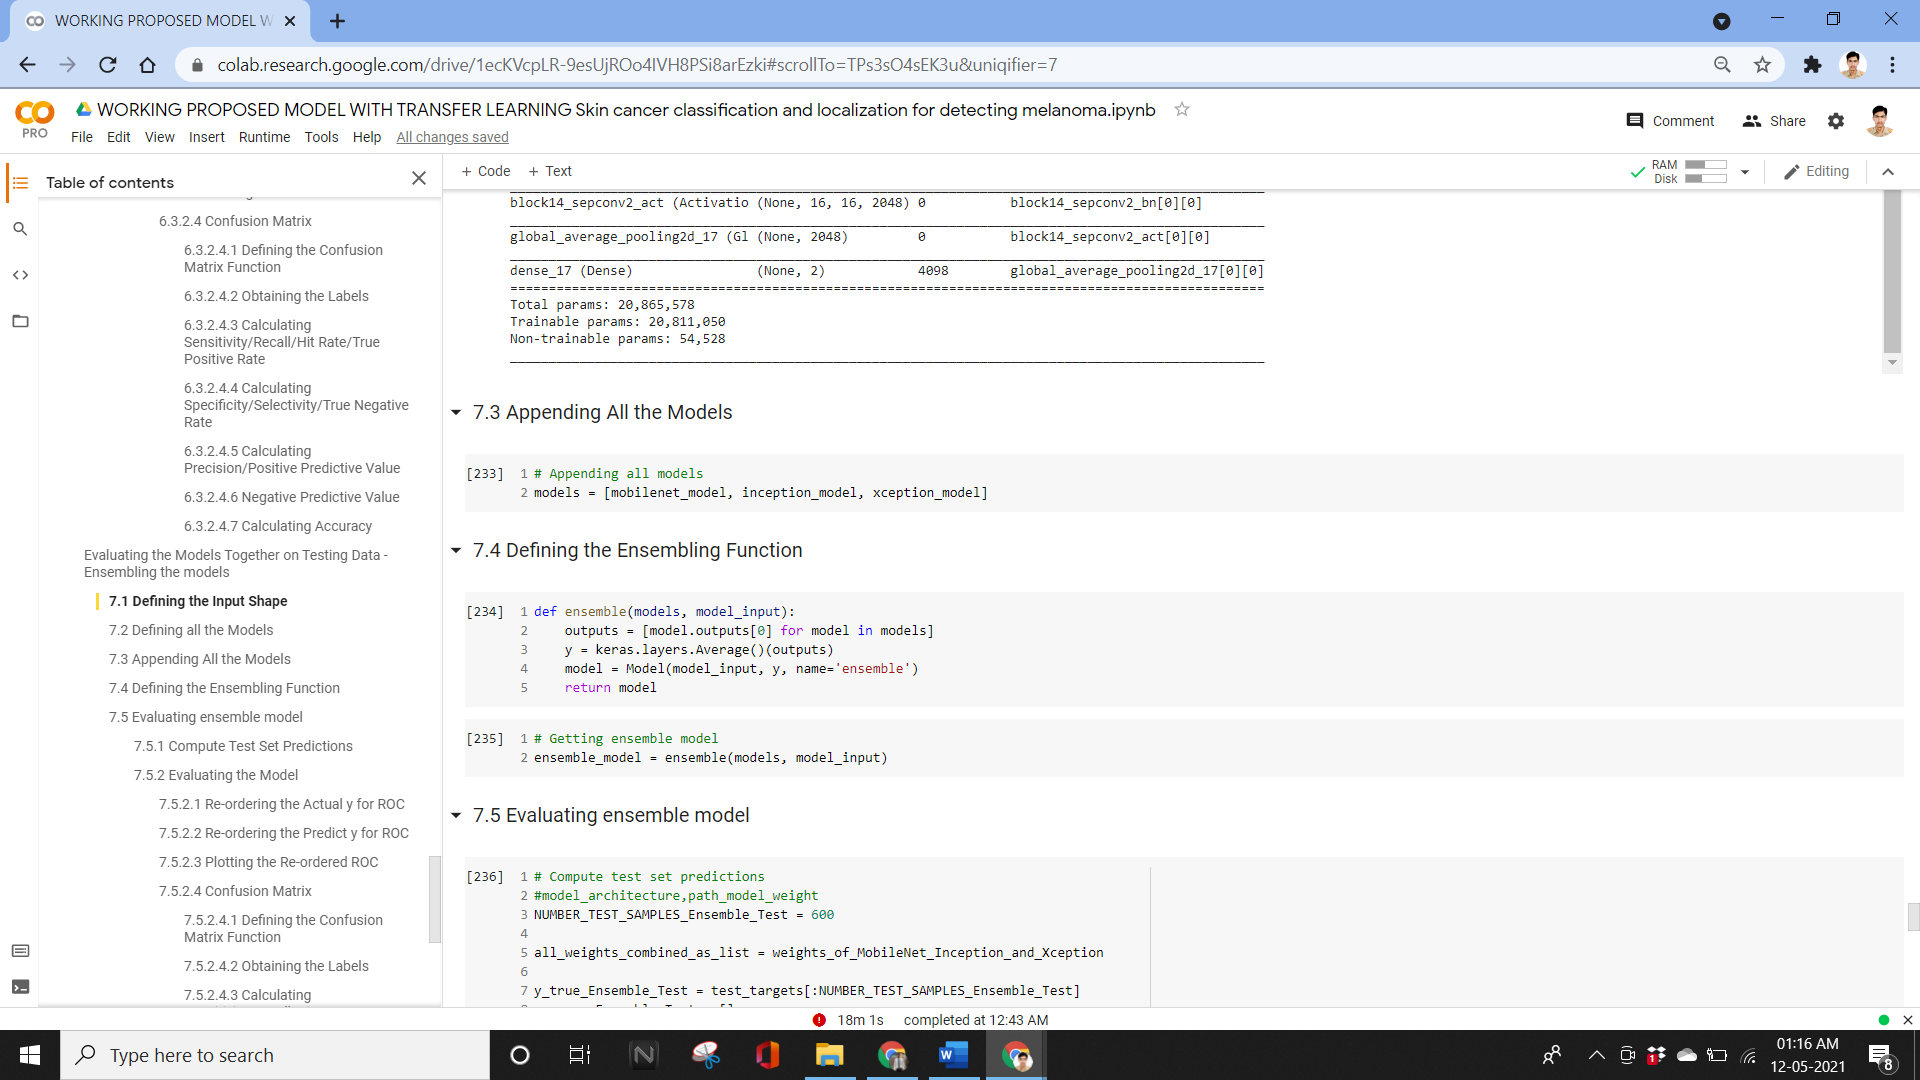 WORKING PROPOSED MODEL W
colab.research.google.com/drive/1ecKVcpLR-9esUjROo4IVH8PSi8arEzki#scrollTo=TPs3sO4sEK3u&uniqifier=7
CO
PRO
WORKING PROPOSED MODEL WITH TRANSFER LEARNING Skin cancer classification and localization for detecting melanoma.ipynb
File Edit View Insert Runtime Tools Help All changes saved
Comment
Share
Table of contents
+ Code + Text
RAM
Disk
Editing
6.3.2.4 Confusion Matrix
6.3.2.4.1 Defining the Confusion
Matrix Function
6.3.2.4.2 Obtaining the Labels
6.3.2.4.3 Calculating
Sensitivity/Recall/Hit Rate/True
Positive Rate
6.3.2.4.4 Calculating
Specificity/Selectivity/True Negative
Rate
6.3.2.4.5 Calculating
Precision/Positive Predictive Value
6.3.2.4.6 Negative Predictive Value
6.3.2.4.7 Calculating Accuracy
Evaluating the Models Together on Testing Data -
Ensembling the models
7.1 Defining the Input Shape
7.2 Defining all the Models
7.3 Appending All the Models
7.4 Defining the Ensembling Function
7.5 Evaluating ensemble model
7.5.1 Compute Test Set Predictions
7.5.2 Evaluating the Model
7.5.2.1 Re-ordering the Actual y for ROC
7.5.2.2 Re-ordering the Predict y for ROC
7.5.2.3 Plotting the Re-ordered ROC
7.5.2.4 Confusion Matrix
7.5.2.4.1 Defining the Confusion
Matrix Function
7.5.2.4.2 Obtaining the Labels
7.5.2.4.3 Calculating
block14_sepconv2_act (Activatio (None, 16, 16, 2048) 0 block14_sepconv2_bn[0][0]
global_average_pooling2d_17 (Gl (None, 2048) 0 block14_sepconv2_act[0][0]
dense_17 (Dense) (None, 2) 4098 global_average_pooling2d_17[0][0]
Total params: 20,865,578
Trainable params: 20,811,050
Non-trainable params: 54,528
7.3 Appending All the Models
[233] 1 # Appending all models
2 models = [mobilenet_model, inception_model, xception_model]
7.4 Defining the Ensembling Function
[234] 1 def ensemble(models, model_input):
2 outputs = [model.outputs[0] for model in models]
3 y = keras.layers.Average()(outputs)
4 model = Model(model_input, y, name='ensemble')
5 return model
[235] 1 # Getting ensemble model
2 ensemble_model = ensemble(models, model_input)
7.5 Evaluating ensemble model
[236] 1 # Compute test set predictions
2 #model_architecture,path_model_weight
3 NUMBER_TEST_SAMPLES_Ensemble_Test = 600
4
5 all_weights_combined_as_list = weights_of_MobileNet_Inception_and_Xception
6
7 y_true_Ensemble_Test = test_targets[:NUMBER_TEST_SAMPLES_Ensemble_Test]
18m 1s completed at 12:43 AM
Type here to search
01:16 AM
12-05-2021
8